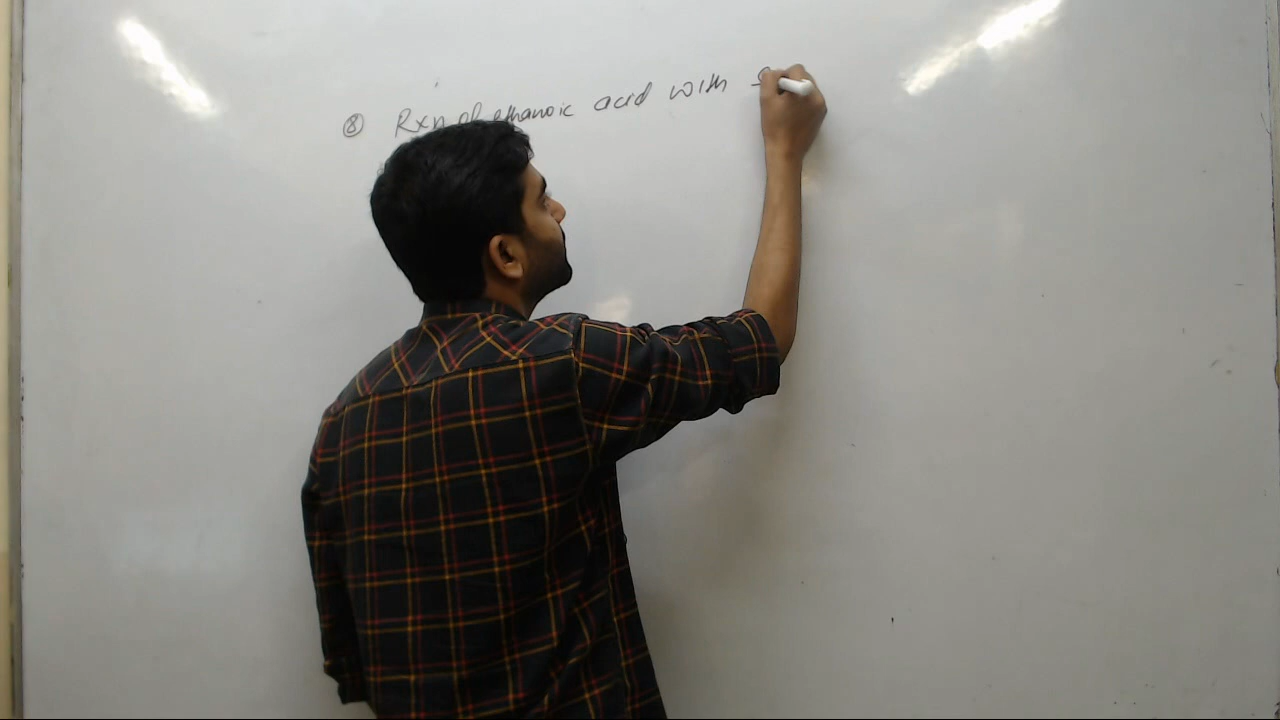 ⑧ Rxn of ethanoic acid with